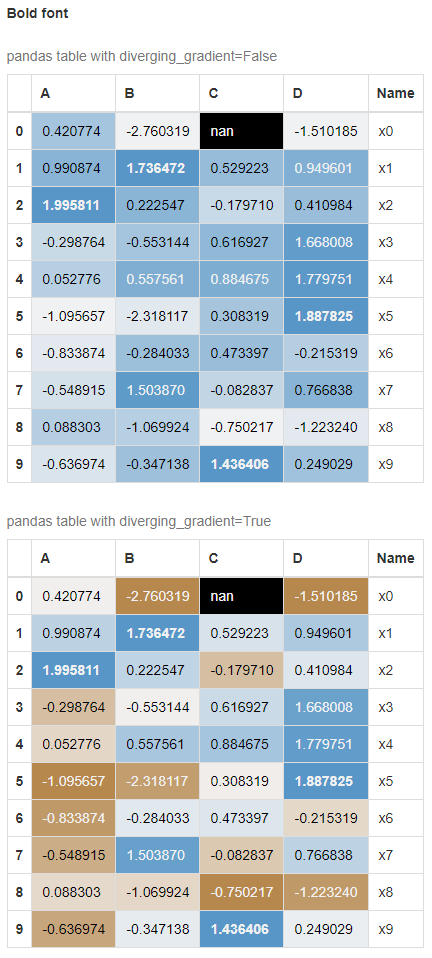 Bold font
pandas table with diverging_gradient=False
A B C D Name
0 0.420774 -2.760319 nan -1.510185 x0
1 0.990874 1.736472 0.529223 0.949601 x1
2 1.995811 0.222547 -0.179710 0.410984 x2
3 -0.298764 -0.553144 0.616927 1.668008 x3
4 0.052776 0.557561 0.884675 1.779751 x4
5 -1.095657 -2.318117 0.308319 1.887825 x5
6 -0.833874 -0.284033 0.473397 -0.215319 x6
7 -0.548915 1.503870 -0.082837 0.766838 x7
8 0.088303 -1.069924 -0.750217 -1.223240 x8
9 -0.636974 -0.347138 1.436406 0.249029 x9
pandas table with diverging_gradient=True
A B C D Name
0 0.420774 -2.760319 nan -1.510185 x0
1 0.990874 1.736472 0.529223 0.949601 x1
2 1.995811 0.222547 -0.179710 0.410984 x2
3 -0.298764 -0.553144 0.616927 1.668008 x3
4 0.052776 0.557561 0.884675 1.779751 x4
5 -1.095657 -2.318117 0.308319 1.887825 x5
6 -0.833874 -0.284033 0.473397 -0.215319 x6
7 -0.548915 1.503870 -0.082837 0.766838 x7
8 0.088303 -1.069924 -0.750217 -1.223240 x8
9 -0.636974 -0.347138 1.436406 0.249029 x9